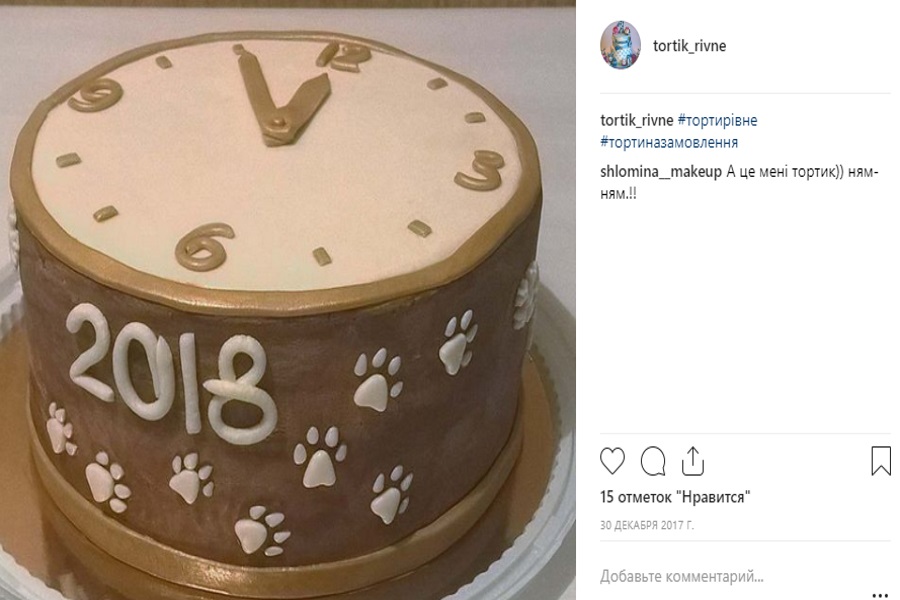 tortik_rivne
tortik_rivne #тортирівне
#тортиназамовлення
shlomina__makeup А це мені тортик)) ням-
ням.!!
12
9
3
6
2018
15 отметок "Нравится"
30 ДЕКАБРЯ 2017 Г.
Добавьте комментарий...